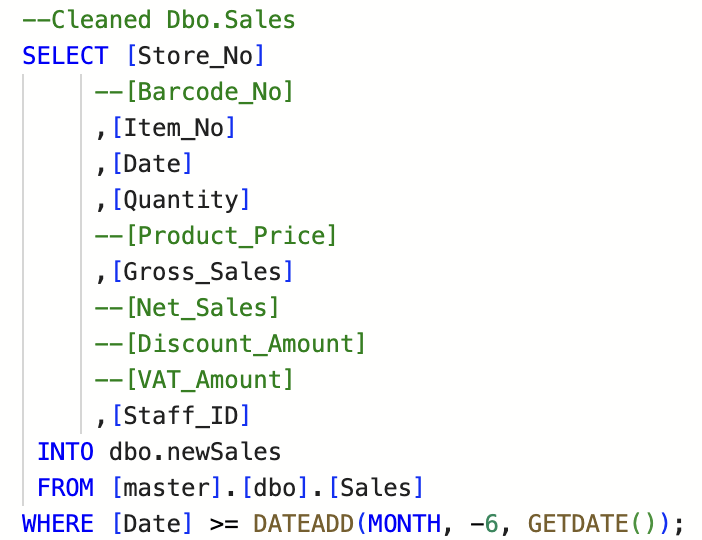 --Cleaned Dbo.Sales
SELECT [Store_No]
--[Barcode_No]
,[Item_No]
,[Date]
,[Quantity]
--[Product_Price]
,[Gross_Sales]
--[Net_Sales]
--[Discount_Amount]
--[VAT_Amount]
,[Staff_ID]
INTO dbo.newSales
FROM [master].[dbo].[Sales]
WHERE [Date] >= DATEADD(MONTH, -6, GETDATE());